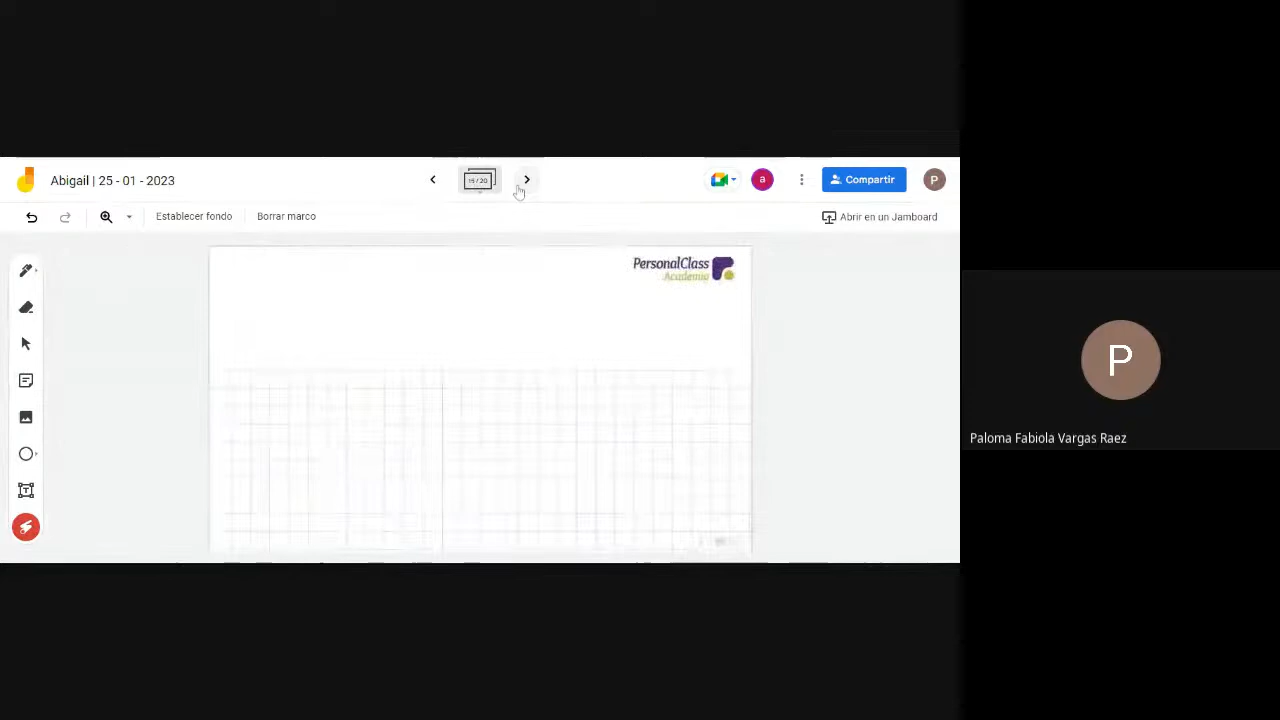 Abigail | 25 - 01 - 2023
a
Compartir
P
Establecer fondo
Borrar marco
Abrir en un Jamboard
PersonalClass
Academia
P
Paloma Fabiola Vargas Raez